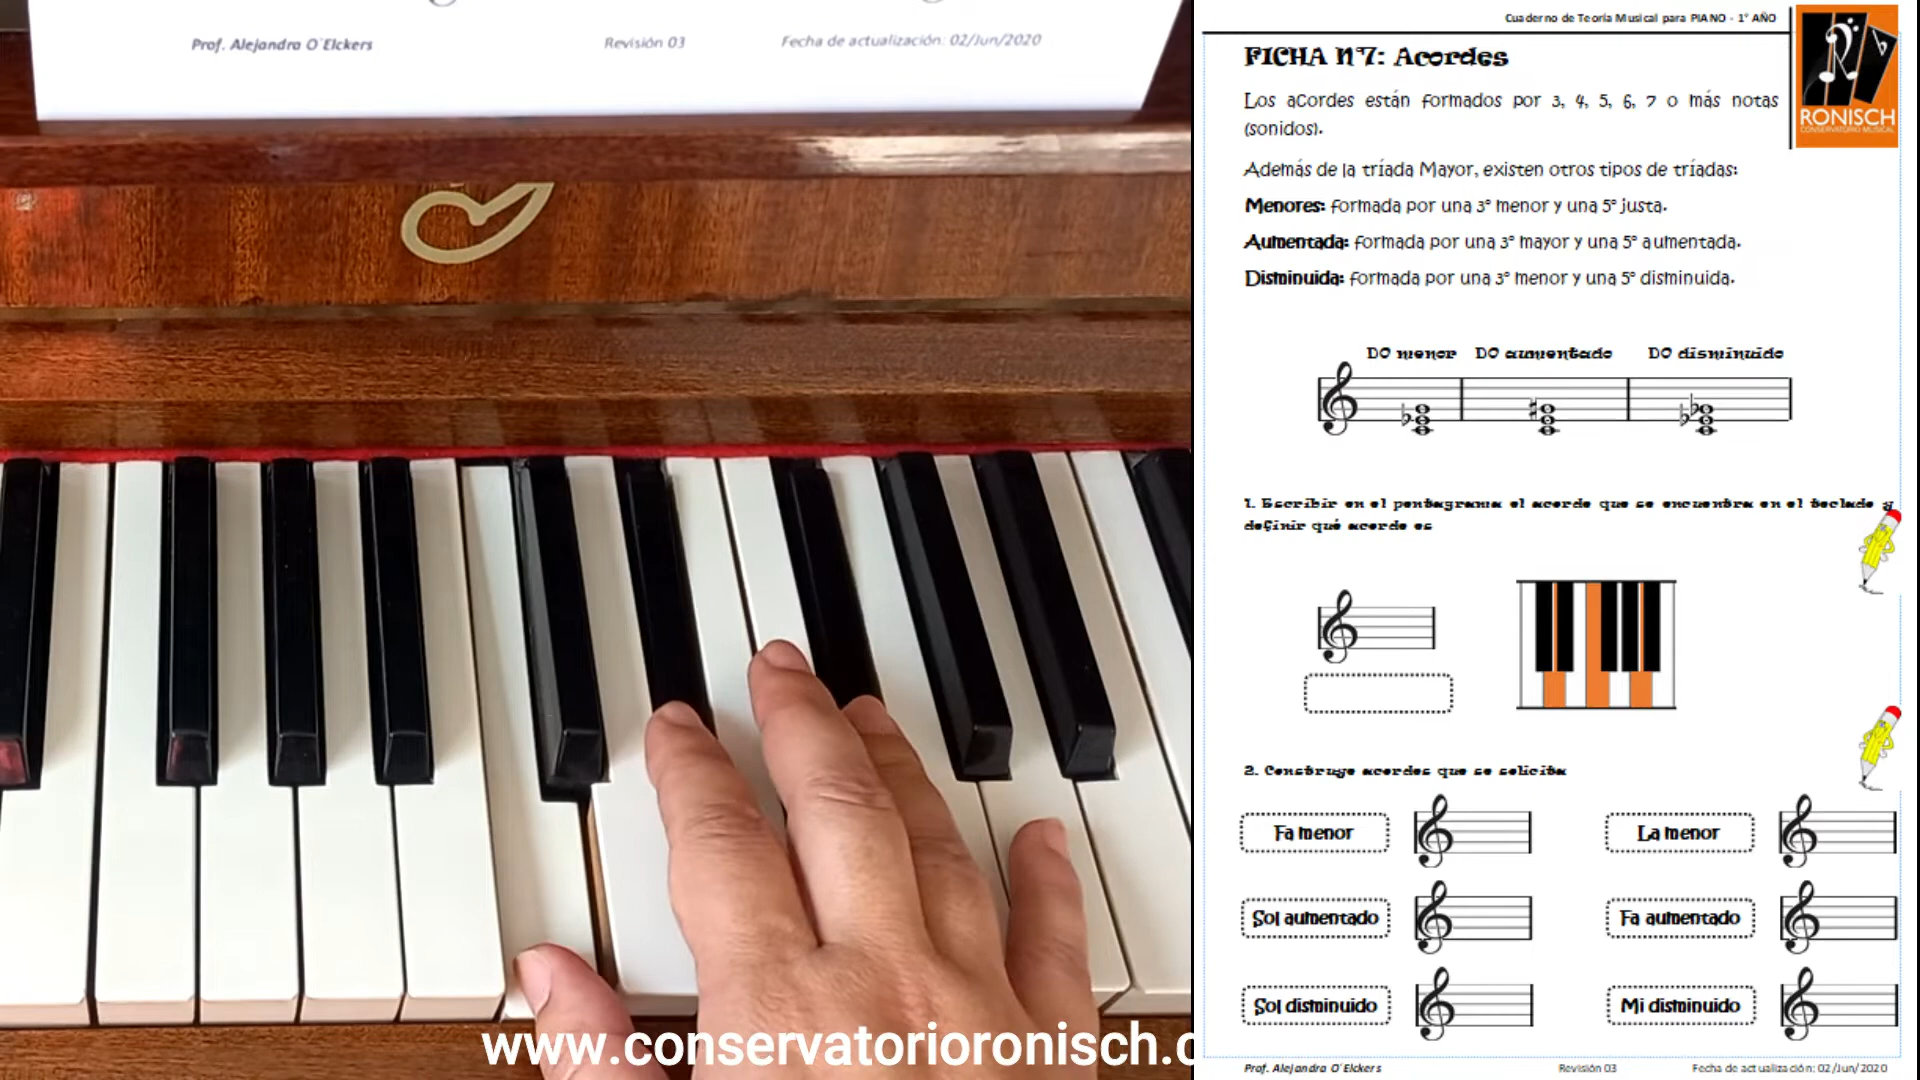 Prof. Alejandra O´Elckers
Revisión 03
Fecha de actualización: 02/Jun/2020
www.conservatorioronisch.c
Cuaderno de Teoría Musical para PIANO - 1° AÑO
RONISCH
CONSERVATORIO MUSICAL
FICHA N°7: Acordes
Los acordes están formados por 3, 4, 5, 6, 7 o más notas
(sonidos).
Además de la tríada Mayor, existen otros tipos de tríadas:
Menores: formada por una 3° menor y una 5° justa.
Aumentada: formada por una 3° mayor y una 5° aumentada.
Disminuida: formada por una 3° menor y una 5° disminuida.
DO menor DO aumentado DO disminuido
1. Escribir en el pentagrama el acorde que se encuentra en el teclado y
definir qué acorde es
2. Construye acordes que se solicita
Fa menor
La menor
Sol aumentado
Fa aumentado
Sol disminuido
Mi disminuido
Prof. Alejandra O´Elckers
Revisión 03
Fecha de actualización: 02/Jun/2020